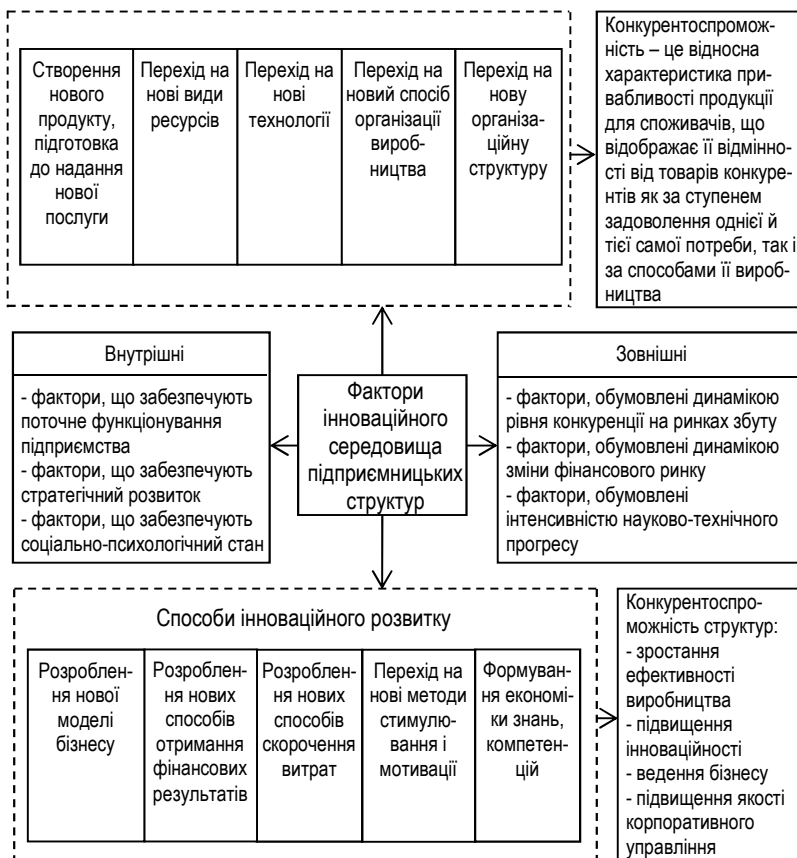 Створення
нового
продукту,
підготовка
до надання
нової
послуги
Перехід на
нові види
ресурсів
Перехід на
нові
технології
Перехід на
новий спосіб
організації
вироб-
ництва
Перехід на
нову
організа-
ційну
структуру
Конкурентоспромож-
ність – це відносна
характеристика при-
вабливості продукції
для споживачів, що
відображає її відмінно-
сті від товарів конкуре-
нтів як за ступенем
задоволення однієї й
тієї самої потреби, так і
за способами її вироб-
ництва
Внутрішні
- фактори, що забезпечують
поточне функціонування
підприємства
- фактори, що забезпечують
стратегічний розвиток
- фактори, що забезпечують
соціально-психологічний стан
Фактори
інноваційного
середовища
підприємницьких
структур
Зовнішні
- фактори, обумовлені динамікою
рівня конкуренції на ринках збуту
- фактори, обумовлені динамікою
зміни фінансового ринку
- фактори, обумовлені
інтенсивністю науково-технічного
прогресу
Способи інноваційного розвитку
Розроблен-
ня нової
моделі
бізнесу
Розроблен-
ня нових
способів
отримання
фінансових
результатів
Розроблен-
ня нових
способів
скорочення
витрат
Перехід на
нові методи
стимулю-
вання і
мотивації
Формуван-
ня економі-
ки знань,
компетен-
цій
Конкурентоспро-
можність структур:
- зростання
ефективності
виробництва
- підвищення
інноваційності
- ведення бізнесу
- підвищення якості
корпоративного
управління